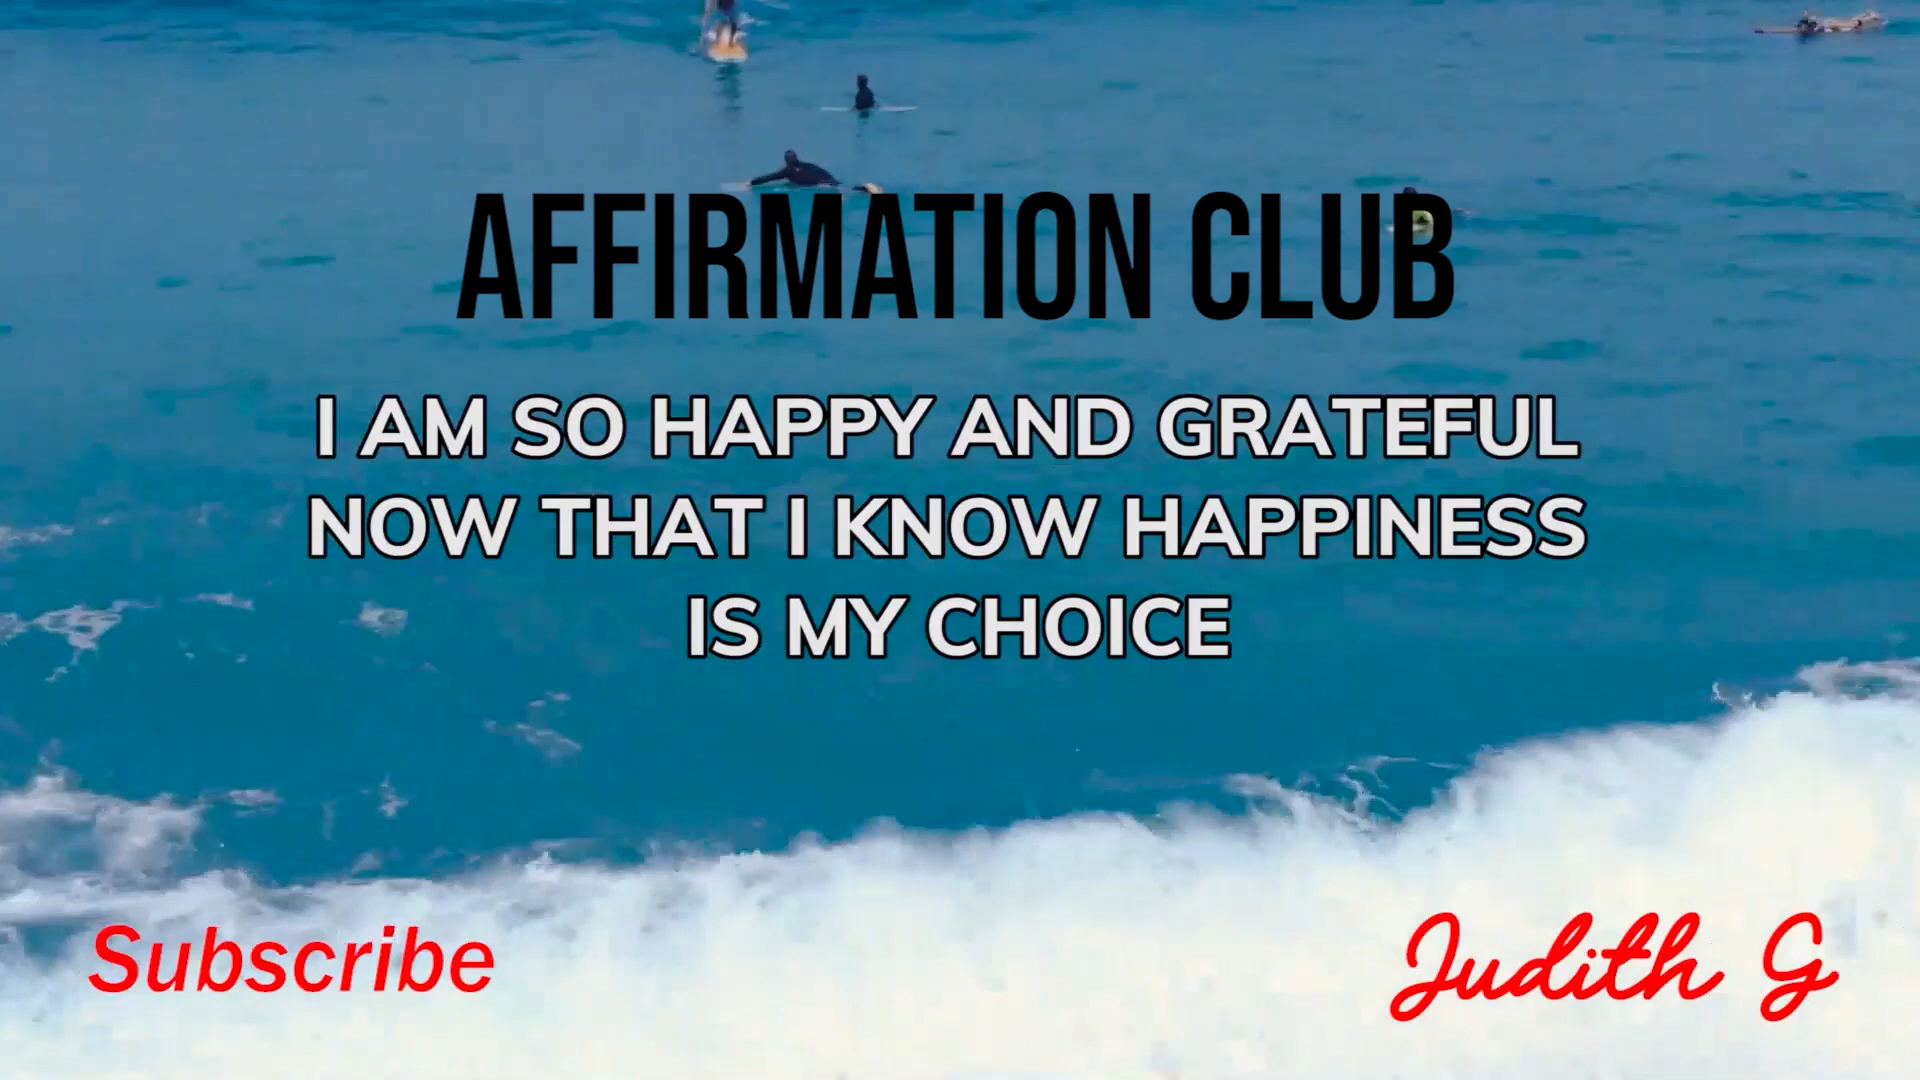 AFFIRMATION CLUB
I AM SO HAPPY AND GRATEFUL
NOW THAT I KNOW HAPPINESS
IS MY CHOICE
Subscribe
Judith G